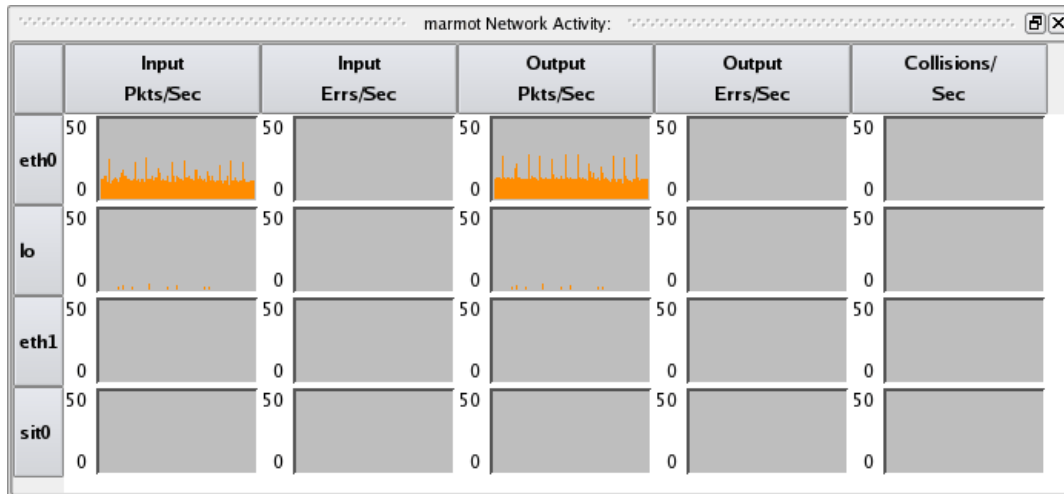 marmot Network Activity:
Input Input Output Output Collisions/
Pkts/Sec Errs/Sec Pkts/Sec Errs/Sec Sec
50 50 50 50 50
eth0
0 0 0 0 0
50 50 50 50 50
lo
0 0 0 0 0
50 50 50 50 50
eth1
0 0 0 0 0
50 50 50 50 50
sit0
0 0 0 0 0